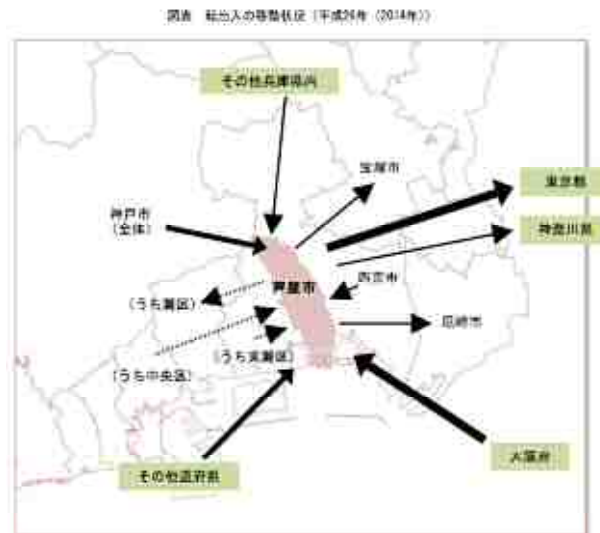 図表 転出入の移動状況（平成26年（2014年））
その他兵庫県内
宝塚市
東京都
神戸市
（全体）
神奈川県
西宮市
芦屋市
（うち灘区）
尼崎市
（うち東灘区）
（うち中央区）
大阪府
その他道府県